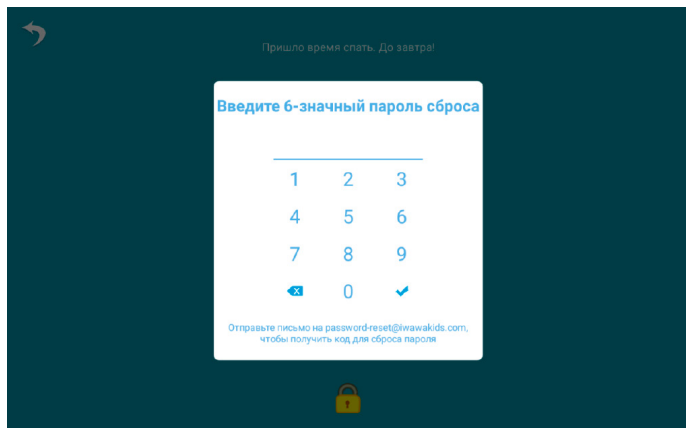 Пришло время спать. До завтра!
Введите 6-значный пароль сброса
1 2 3
4 5 6
7 8 9
0
Отправьте письмо на password-reset@iwawakids.com,
чтобы получить код для сброса пароля